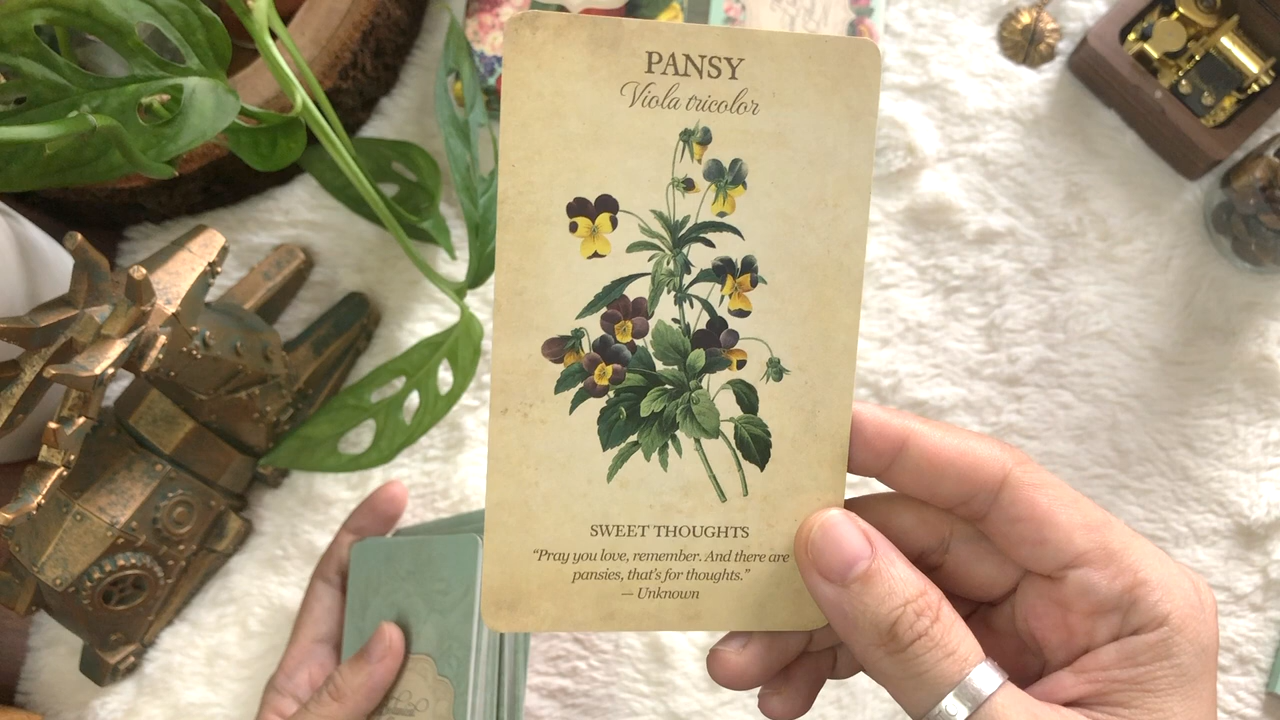 PANSY
Viola tricolor
SWEET THOUGHTS
“Pray you love, remember. And there are
pansies, that's for thoughts.”
— Unknown